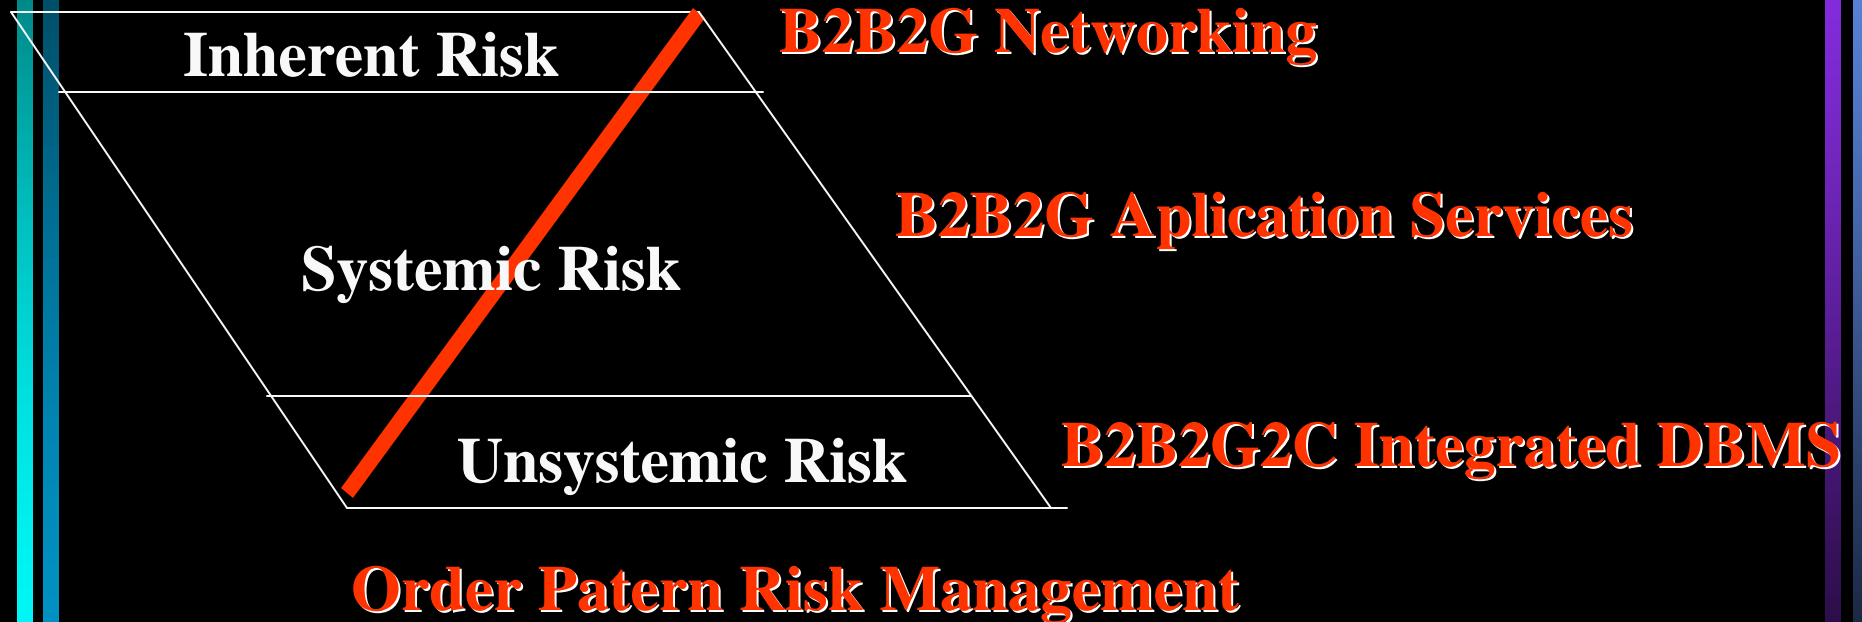 Inherent Risk
B2B2G Networking
B2B2G Aplication Services
Systemic Risk
Unsystemic Risk
B2B2G2C Integrated DBMS
Order Patern Risk Management